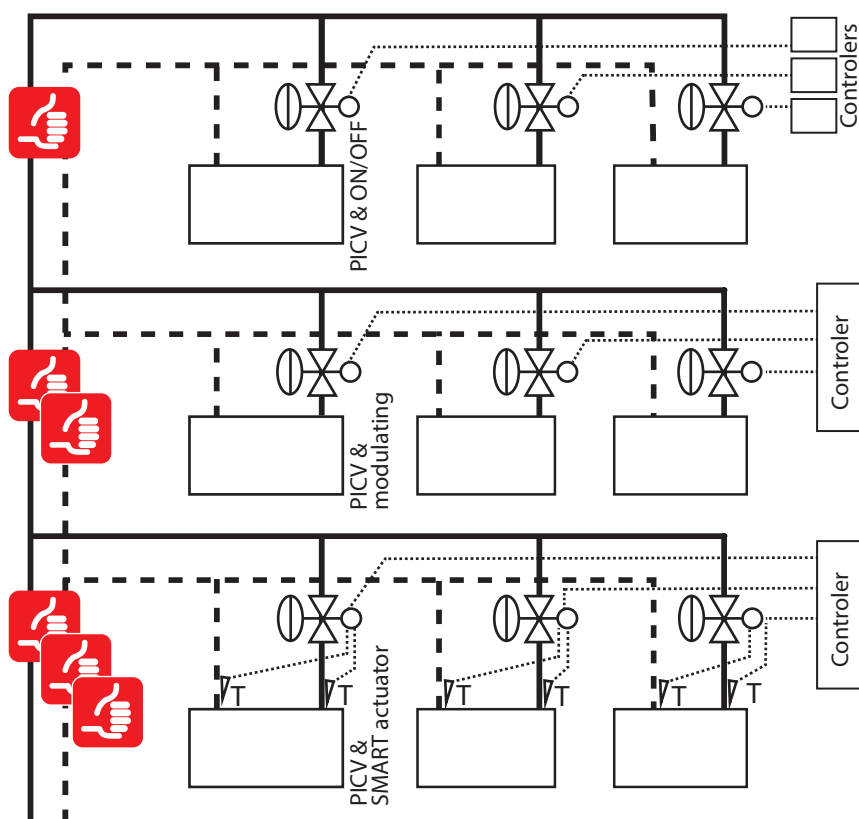 Controlers
PICV & ON/OFF
Controler
PICV &
modulating
Controler
T
T
T
T
T
T
PICV &
SMART actuator